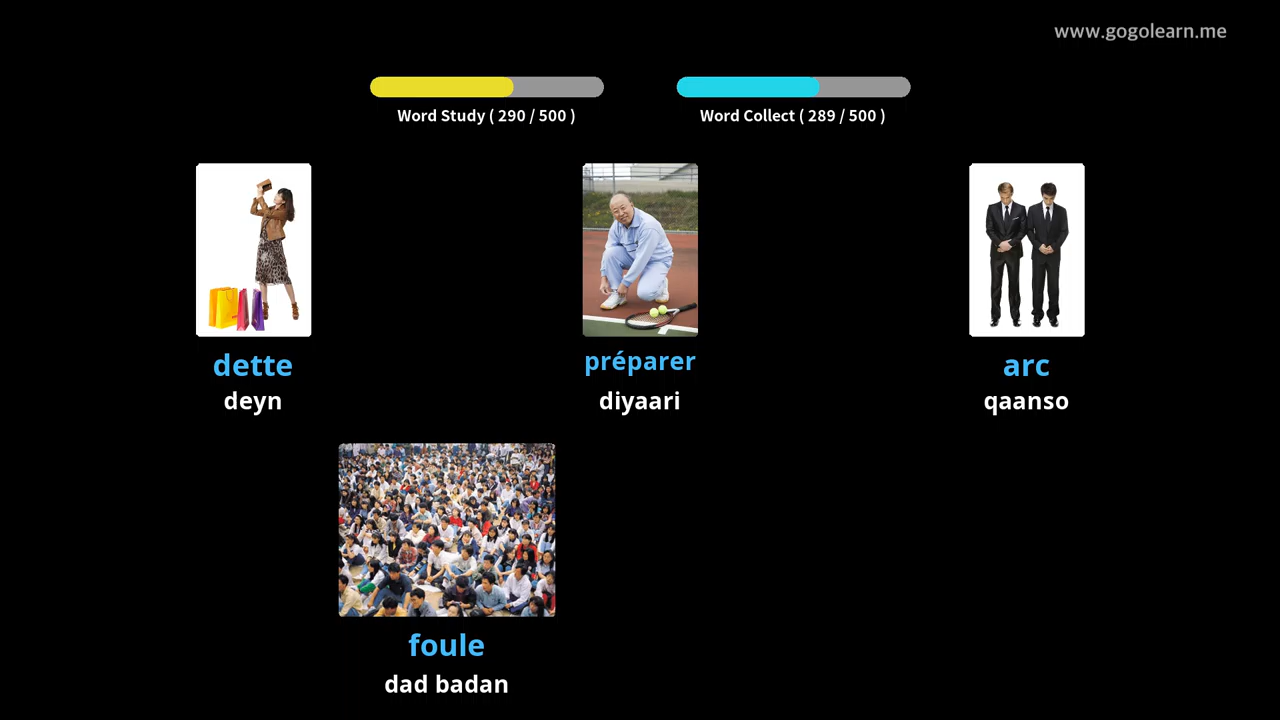 www.gogolearn.me
Word Study ( 290 / 500 )
Word Collect ( 289 / 500 )
dette
deyn
préparer
diyaari
arc
qaanso
foule
dad badan